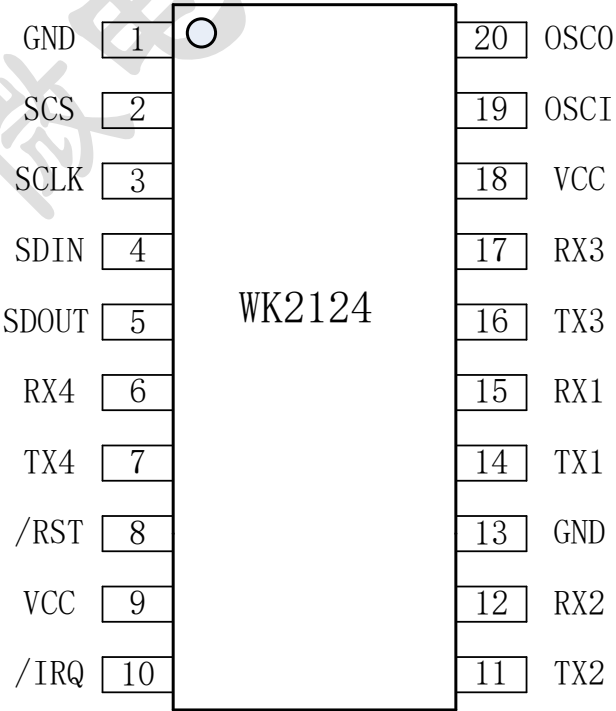 GND 1 20 OSCO
SCS 2 19 OSCI
SCLK 3 18 VCC
SDIN 4 17 RX3
WK2124
SDOUT 5 16 TX3
RX4 6 15 RX1
TX4 7 14 TX1
/RST 8 13 GND
VCC 9 12 RX2
/IRQ 10 11 TX2
微电